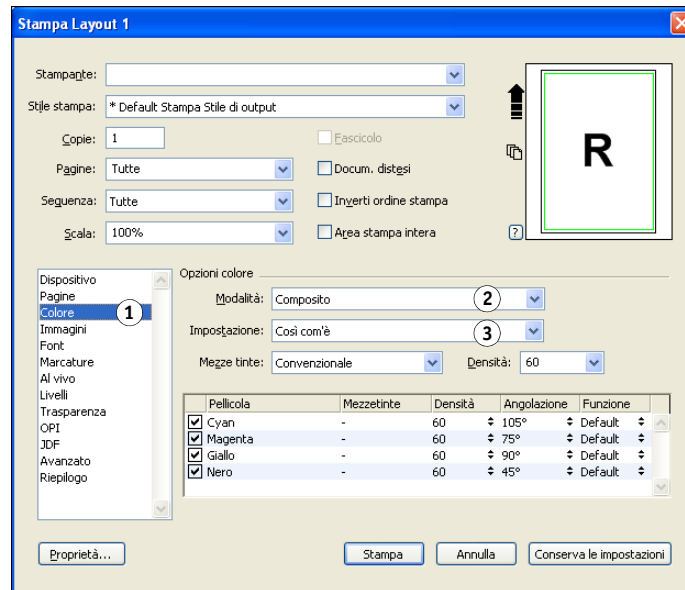 Stampa Layout 1
Stampante:
Stile stampa: * Default Stampa Stile di output
Copie: 1 Fascicolo
R
Pagine: Tutte Docum. distesi
Sequenza: Tutte Inverti ordine stampa
Scala: 100% Area stampa intera ?
Dispositivo
Pagine
Colore 1
Immagini
Font
Marcature
Al vivo
Livelli
Trasparenza
OPI
JDF
Avanzato
Riepilogo
Opzioni colore
Modalità: Composito 2
Impostazione: Così com'è 3
Mezze tinte: Convenzionale Densità: 60
Pellicola Mezzetinte Densità Angolazione Funzione
Cyan - 60 105° Default
Magenta - 60 75° Default
Giallo - 60 90° Default
Nero - 60 45° Default
Proprietà... Stampa Annulla Conserva le impostazioni